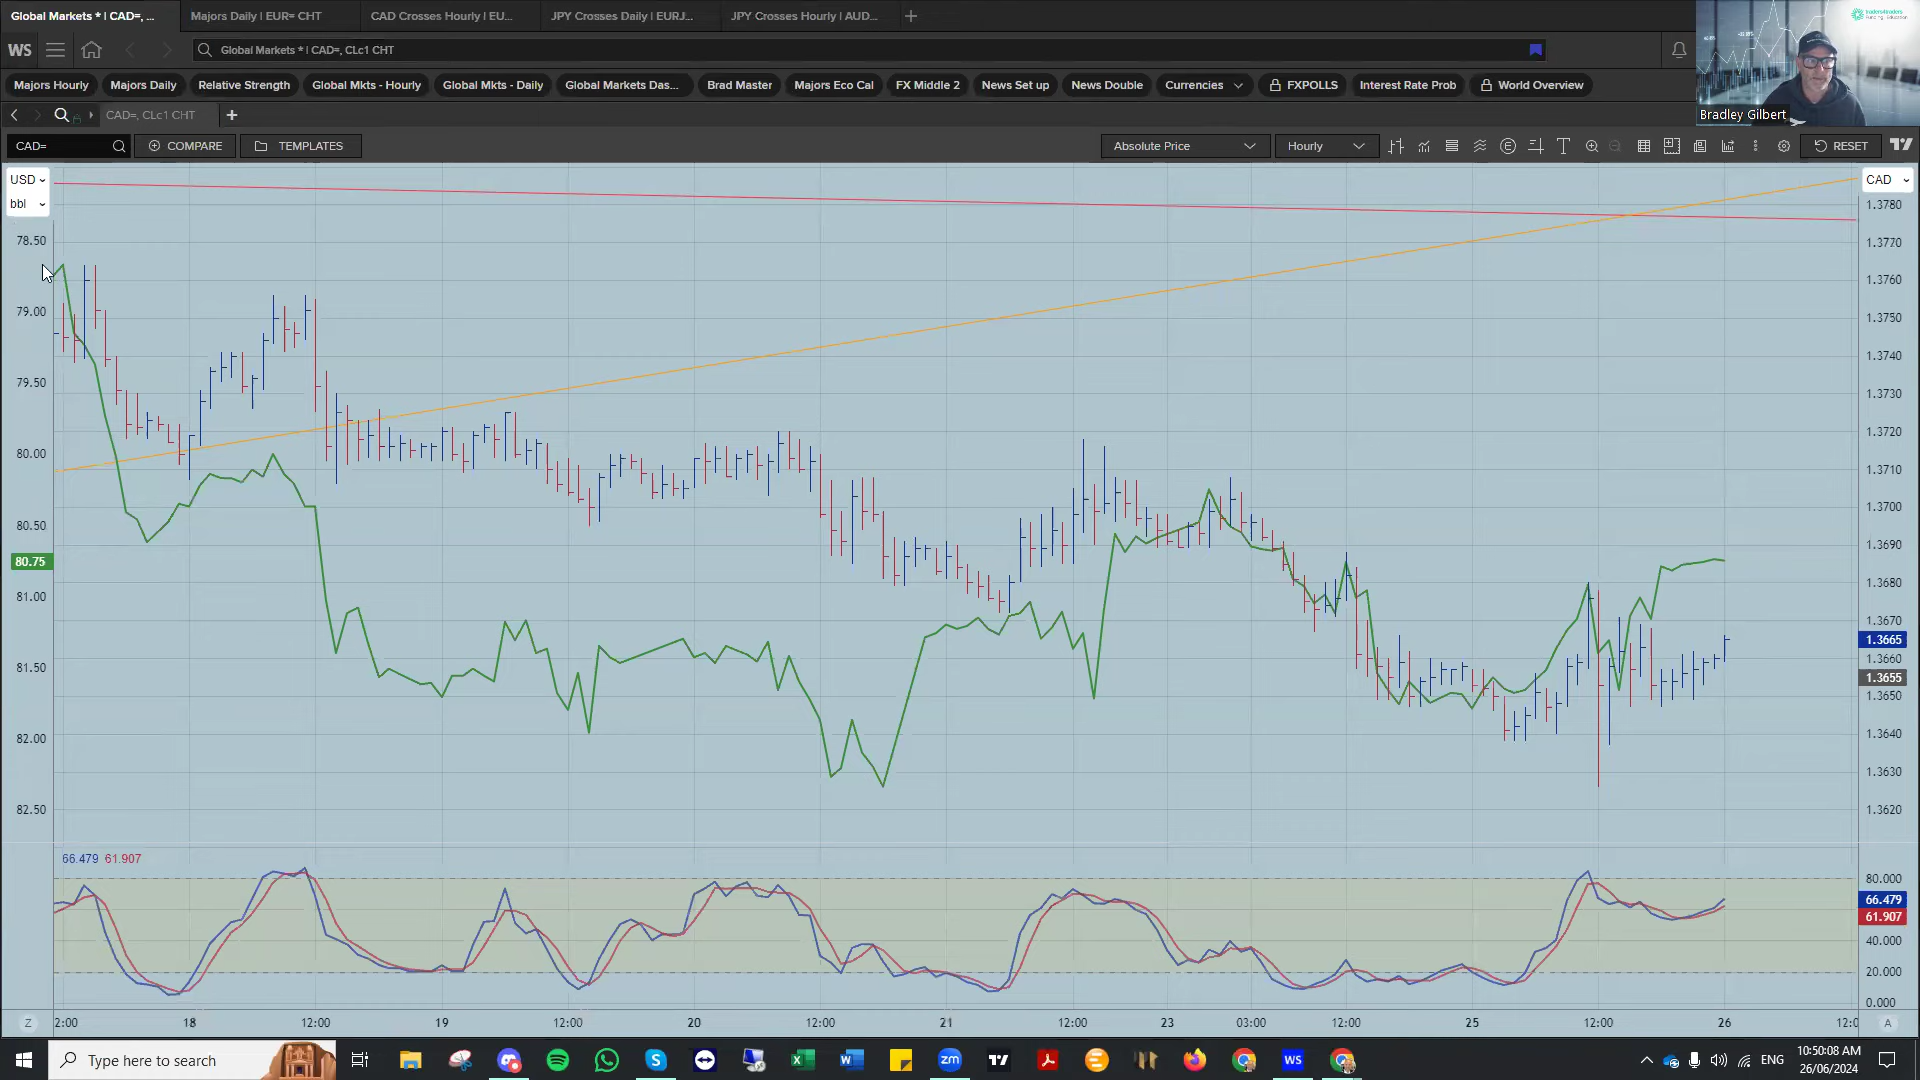 Global Markets * | CAD=, ...
Majors Daily | EUR= CHT
CAD Crosses Hourly | EU...
JPY Crosses Daily | EURJ...
JPY Crosses Hourly | AUD...
traders4traders
Funding . Education
WS
Global Markets * | CAD=, CLc1 CHT
Majors Hourly
Majors Daily
Relative Strength
Global Mkts - Hourly
Global Mkts - Daily
Global Markets Das...
Brad Master
Majors Eco Cal
FX Middle 2
News Set up
News Double
Currencies
FXPOLLS
Interest Rate Prob
World Overview
Bradley Gilbert
CAD=, CLc1 CHT
CAD=
COMPARE
TEMPLATES
Absolute Price
Hourly
RESET
USD
bbl
78.50
79.00
79.50
80.00
80.50
80.75
81.00
81.50
82.00
82.50
CAD
1.3780
1.3770
1.3760
1.3750
1.3740
1.3730
1.3720
1.3710
1.3700
1.3690
1.3680
1.3670
1.3665
1.3660
1.3655
1.3650
1.3640
1.3630
1.3620
66.479 61.907
80.000
66.479
61.907
40.000
20.000
0.000
Z
2:00
18
12:00
19
12:00
20
12:00
21
12:00
23
03:00
12:00
25
12:00
26
12:0
A
Type here to search
ENG
10:50:08 AM
26/06/2024